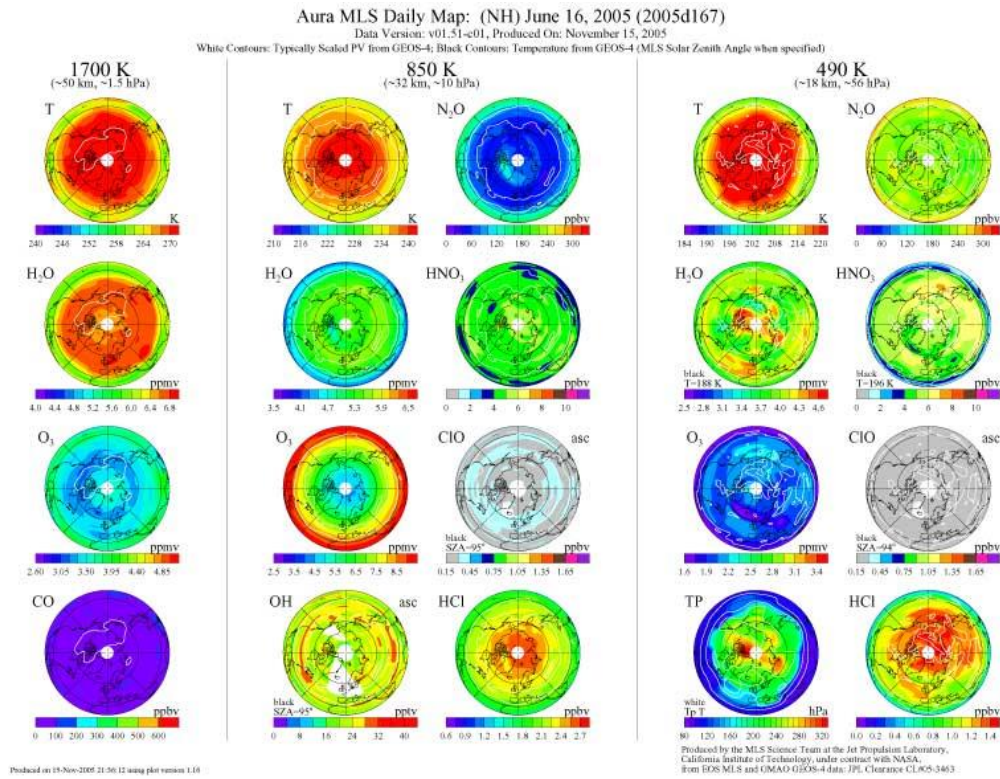 Aura MLS Daily Map: (NH) June 16, 2005 (2005d167)
Data Version: v01.51-c01, Produced On: November 15, 2005
White Contours: Typically Scaled PV from GEOS-4; Black Contours: Temperature from GEOS-4 (MLS Solar Zenith Angle when specified)
1700 K
(~50 km, ~1.5 hPa)
T
K
240 246 252 258 264 270
H₂O
ppmv
4.0 4.4 4.8 5.2 5.6 6.0 6.4 6.8
O₃
ppmv
2.60 3.05 3.50 3.95 4.40 4.85
CO
ppbv
0 100 200 300 400 500 600
850 K
(~32 km, ~10 hPa)
T
K
210 216 222 228 234 240
N₂O
ppbv
0 60 120 180 240 300
H₂O
ppmv
3.5 4.1 4.7 5.3 5.9 6.5
HNO₃
ppbv
0 2 4 6 8 10
O₃
ppmv
2.5 3.5 4.5 5.5 6.5 7.5 8.5
ClO
asc
black
SZA=95°
ppbv
0.15 0.45 0.75 1.05 1.35 1.65
OH
asc
black
SZA=95°
pptv
0 8 16 24 32 40
HCl
ppbv
0.6 0.9 1.2 1.5 1.8 2.1 2.4 2.7
490 K
(~18 km, ~56 hPa)
T
K
184 190 196 202 208 214 220
N₂O
ppbv
0 60 120 180 240 300
H₂O
black
T=188 K
ppmv
2.5 2.8 3.1 3.4 3.7 4.0 4.3 4.6
HNO₃
black
T=196 K
ppbv
0 2 4 6 8 10
O₃
ppmv
1.6 1.9 2.2 2.5 2.8 3.1 3.4
ClO
asc
black
SZA=94°
ppbv
0.15 0.45 0.75 1.05 1.35 1.65
TP
white
Tp T
hPa
80 120 160 200 240 280 320
HCl
ppbv
0.0 0.2 0.4 0.6 0.8 1.0 1.2 1.4
Produced on 15-Nov-2005 using plot version 1.16
Produced by the MLS Science Team at the Jet Propulsion Laboratory,
California Institute of Technology, under contract with NASA,
from EOS MLS and GMAO GEOS-4 data; JPL Clearance CL#05-3463